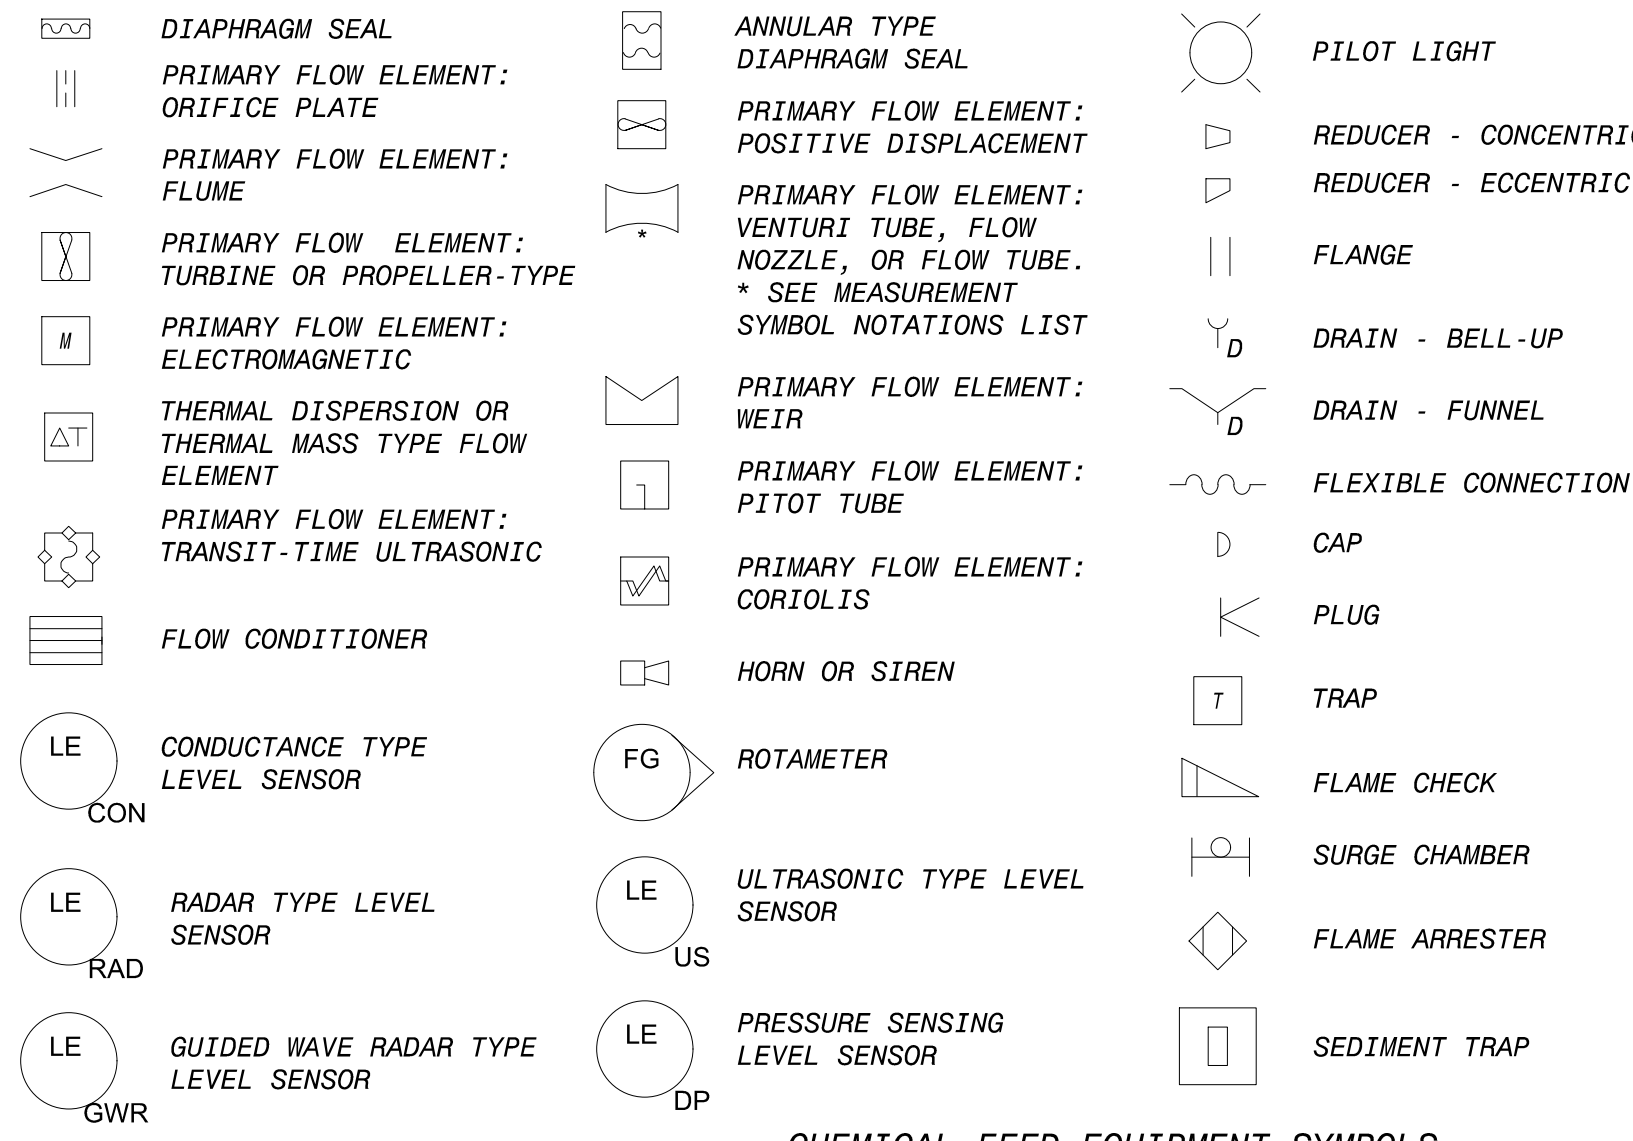 DIAPHRAGM SEAL
PRIMARY FLOW ELEMENT:
ORIFICE PLATE
PRIMARY FLOW ELEMENT:
FLUME
PRIMARY FLOW ELEMENT:
TURBINE OR PROPELLER-TYPE
M
PRIMARY FLOW ELEMENT:
ELECTROMAGNETIC
ΔT
THERMAL DISPERSION OR
THERMAL MASS TYPE FLOW
ELEMENT
PRIMARY FLOW ELEMENT:
TRANSIT-TIME ULTRASONIC
FLOW CONDITIONER
LE
CON
CONDUCTANCE TYPE
LEVEL SENSOR
LE
RAD
RADAR TYPE LEVEL
SENSOR
LE
GWR
GUIDED WAVE RADAR TYPE
LEVEL SENSOR
ANNULAR TYPE
DIAPHRAGM SEAL
PRIMARY FLOW ELEMENT:
POSITIVE DISPLACEMENT
*
PRIMARY FLOW ELEMENT:
VENTURI TUBE, FLOW
NOZZLE, OR FLOW TUBE.
* SEE MEASUREMENT
SYMBOL NOTATIONS LIST
PRIMARY FLOW ELEMENT:
WEIR
PRIMARY FLOW ELEMENT:
PITOT TUBE
PRIMARY FLOW ELEMENT:
CORIOLIS
HORN OR SIREN
FG
ROTAMETER
LE
US
ULTRASONIC TYPE LEVEL
SENSOR
LE
DP
PRESSURE SENSING
LEVEL SENSOR
PILOT LIGHT
REDUCER - CONCENTRIC
REDUCER - ECCENTRIC
FLANGE
D
DRAIN - BELL-UP
D
DRAIN - FUNNEL
FLEXIBLE CONNECTION
CAP
PLUG
T
TRAP
FLAME CHECK
SURGE CHAMBER
FLAME ARRESTER
SEDIMENT TRAP
CHEMICAL FEED EQUIPMENT SYMBOLS